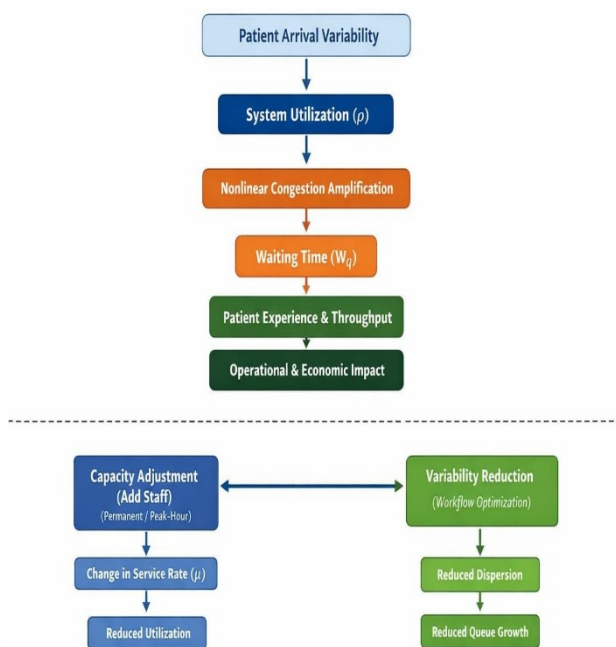 Patient Arrival Variability
System Utilization (ρ)
Nonlinear Congestion Amplification
Waiting Time (Wq)
Patient Experience & Throughput
Operational & Economic Impact
Capacity Adjustment
(Add Staff)
(Permanent / Peak-Hour)
Change in Service Rate (μ)
Reduced Utilization
Variability Reduction
(Workflow Optimization)
Reduced Dispersion
Reduced Queue Growth